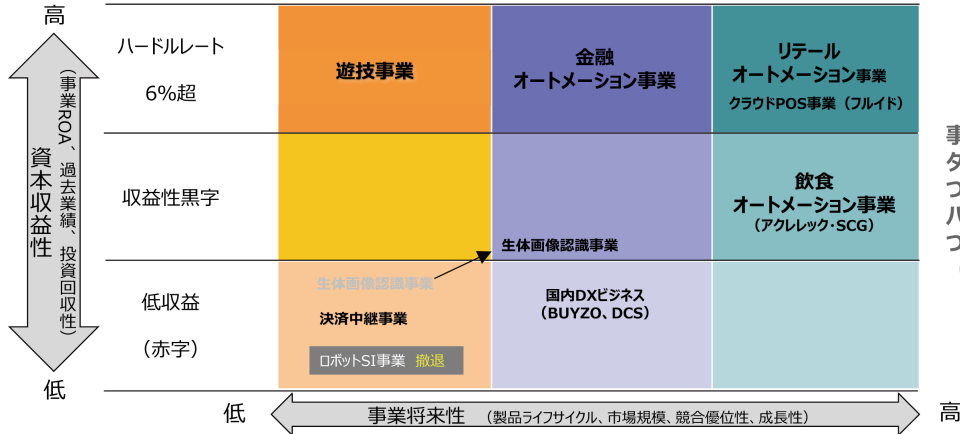 高
ハードルレート
6%超
遊技事業
金融
オートメーション事業
リテール
オートメーション事業
クラウドPOS事業（フルイド）
資本収益性
（事業ROA、過去業績、投資回収性）
収益性黒字
飲食
オートメーション事業
（アクレレック・SCG）
生体画像認識事業
低収益
（赤字）
生体画像認識事業
決済中継事業
ロボットSI事業 撤退
国内DXビジネス
（BUYZO、DCS）
低
低
事業将来性 （製品ライフサイクル、市場規模、競合優位性、成長性）
高
事
タ
つ
ハ
つ